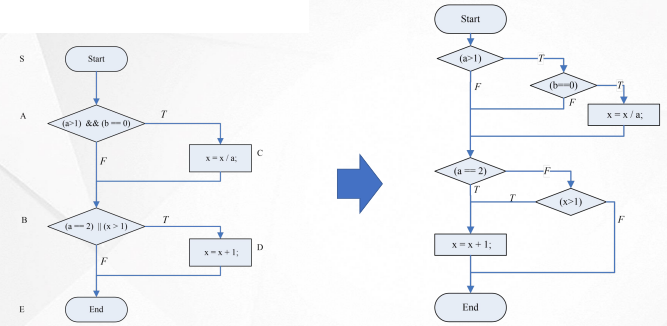 S
Start
A
(a>1) && (b == 0)
T
F
x = x / a;
C
B
(a == 2) || (x > 1)
T
F
x = x + 1;
D
E
End
Start
(a>1)
T
F
(b==0)
T
F
x = x / a;
(a == 2)
F
T
(x>1)
T
F
x = x + 1;
End